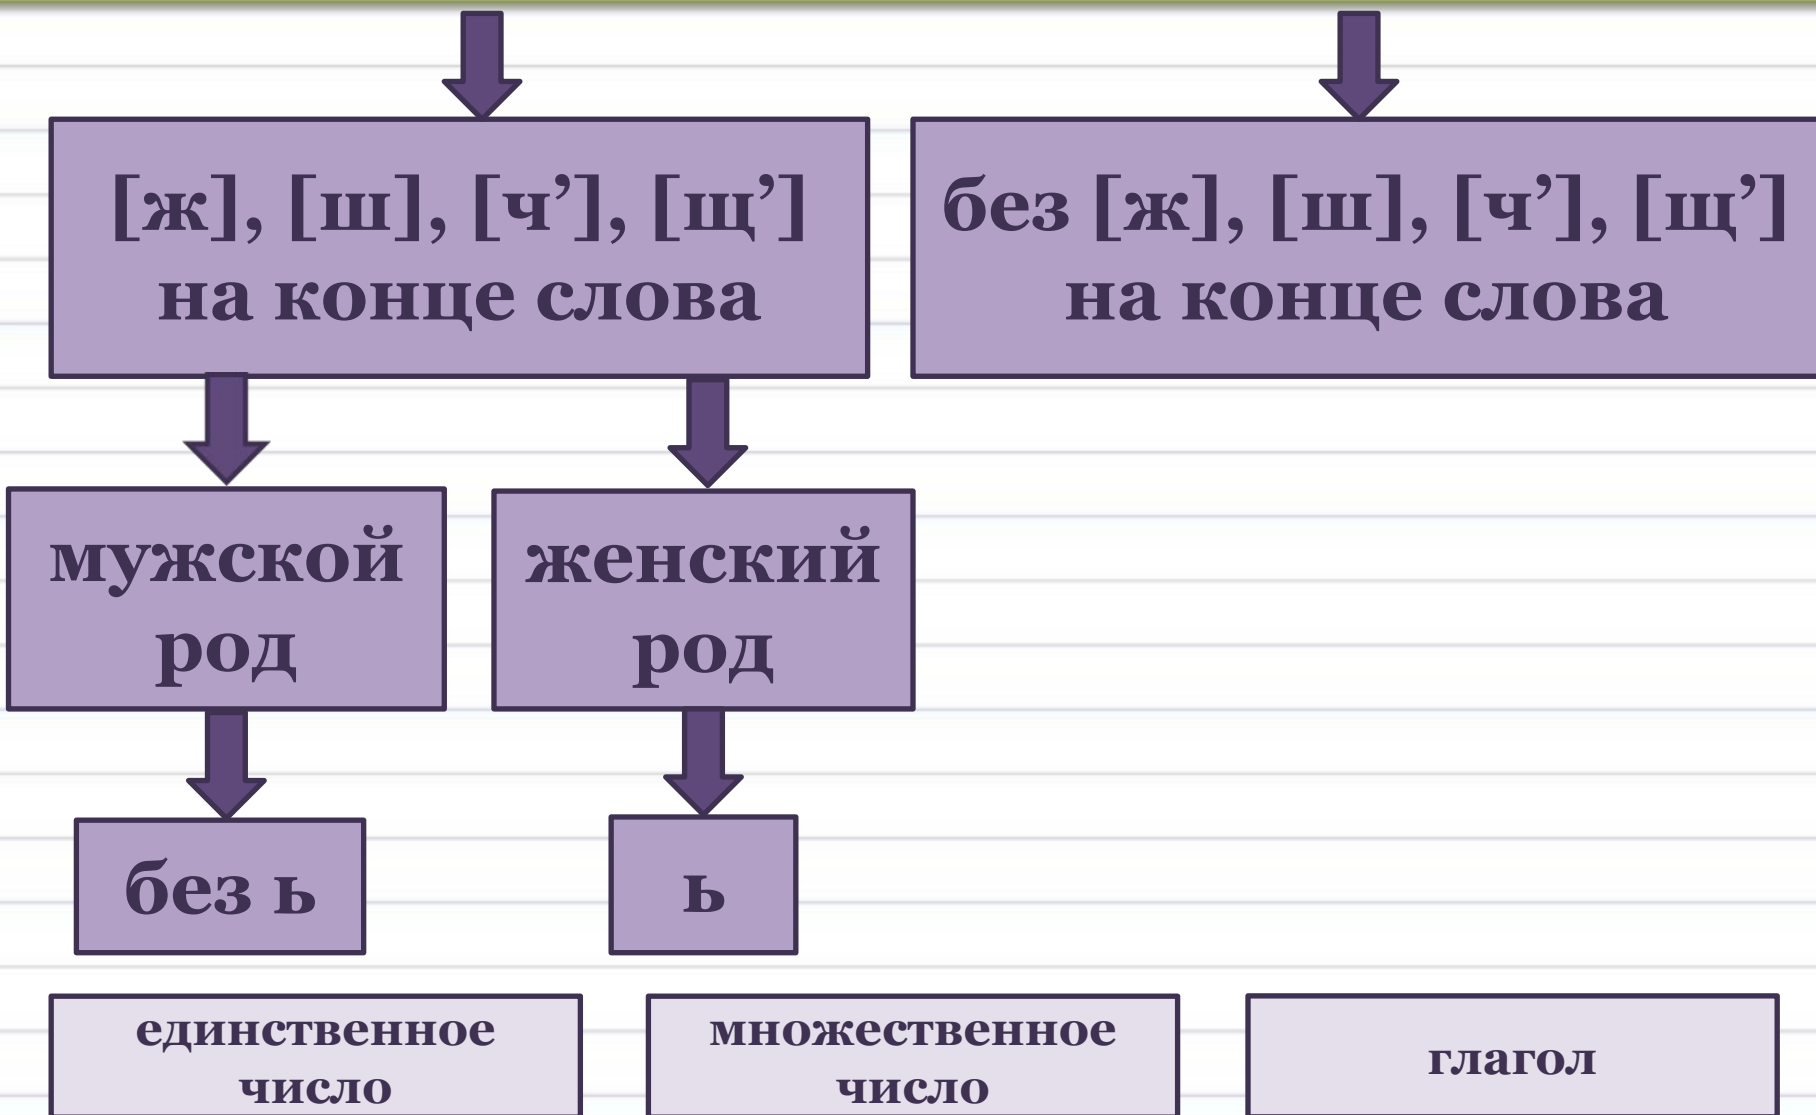 [ж], [ш], [ч’], [щ’]
на конце слова
без [ж], [ш], [ч’], [щ’]
на конце слова
мужской
род
женский
род
без ь
ь
единственное
число
множественное
число
глагол